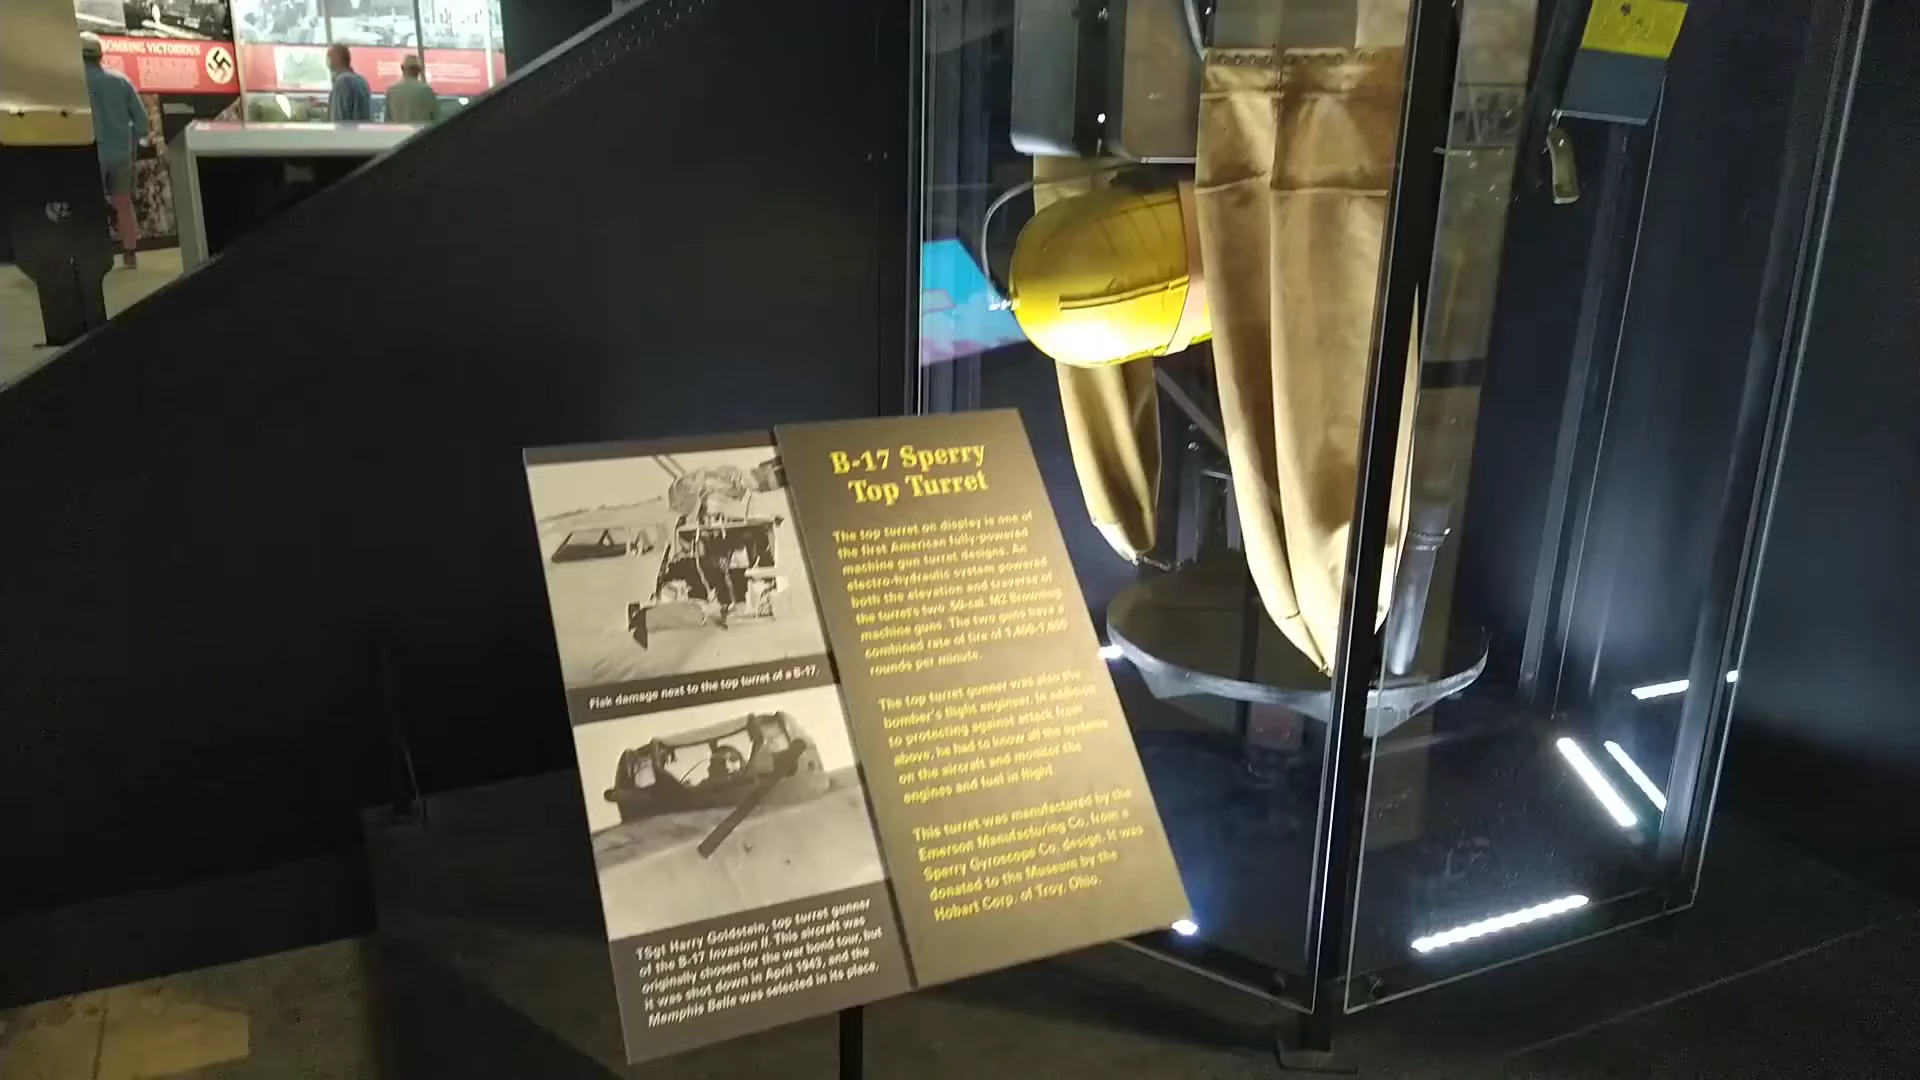 BOMBING VICTORIOUS
B-17 Sperry
Top Turret
The top turret on display is one of
the first American fully-powered
machine gun turret designs. An
electro-hydraulic system powered
both the elevation and traverse of
the turret's two .50-cal. M2 Browning
machine guns. The two guns have a
combined rate of fire of 1,400-1,600
rounds per minute.
The top turret gunner was also the
bomber's flight engineer. In addition
to protecting against attack from
above, he had to know all the systems
on the aircraft and monitor the
engines and fuel in flight.
This turret was manufactured by the
Emerson Manufacturing Co. from a
Sperry Gyroscope Co. design. It was
donated to the Museum by the
Hobart Corp. of Troy, Ohio.
Flak damage next to the top turret of a B-17.
TSgt Harry Goldstein, top turret gunner
of the B-17 Invasion II. This aircraft was
originally chosen for the war bond tour, but
it was shot down in April 1943, and the
Memphis Belle was selected in its place.